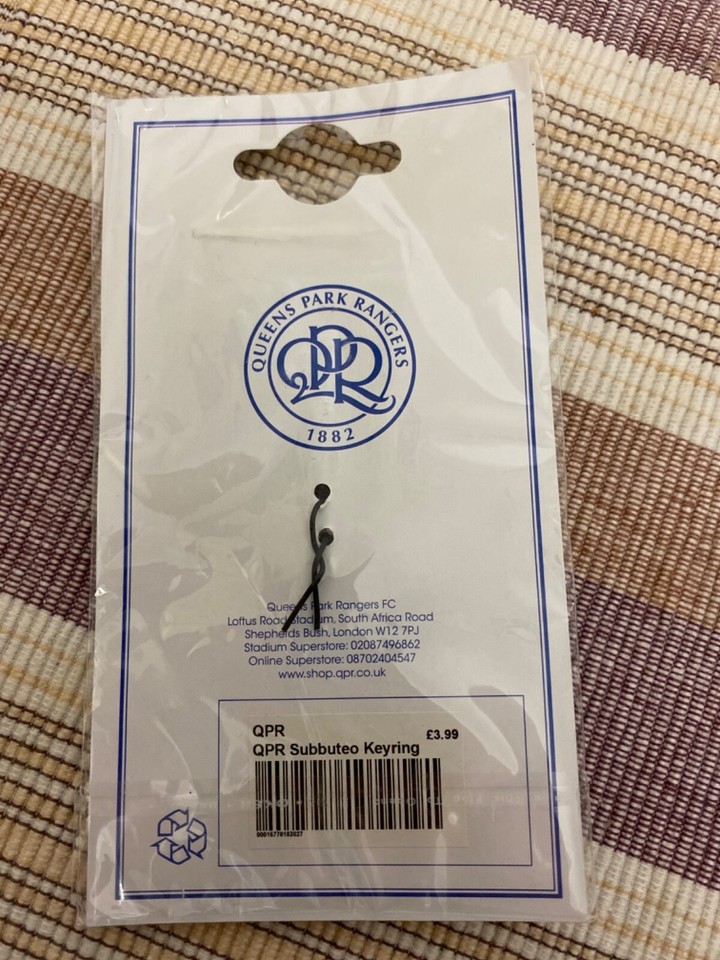 QUEENS PARK RANGERS
QPR
1882
Queens Park Rangers FC
Loftus Road Stadium, South Africa Road
Shepherds Bush, London W12 7PJ
Stadium Superstore: 02087496862
Online Superstore: 08702404547
www.shop.qpr.co.uk
QPR £3.99
QPR Subbuteo Keyring